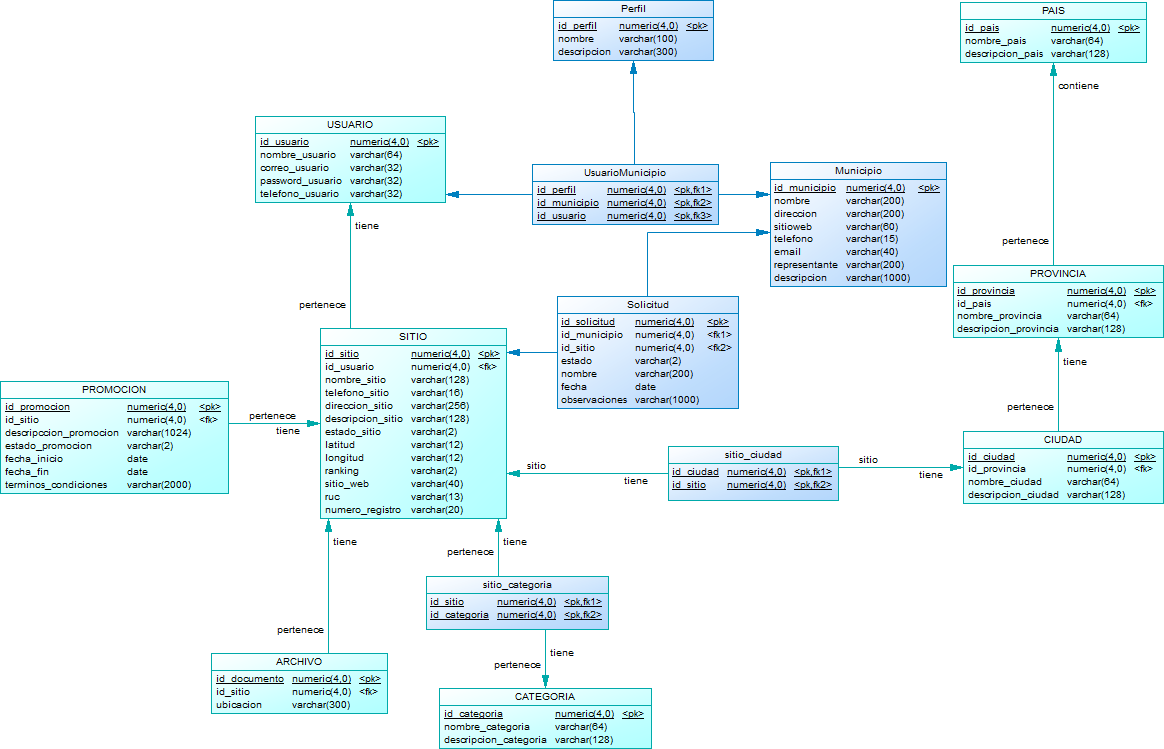 Perfil
id_perfil numeric(4,0) <pk>
nombre varchar(100)
descripcion varchar(300)
PAIS
id_pais numeric(4,0) <pk>
nombre_pais varchar(64)
descripcion_pais varchar(128)
contiene
pertenece
USUARIO
id_usuario numeric(4,0) <pk>
nombre_usuario varchar(64)
correo_usuario varchar(32)
password_usuario varchar(32)
telefono_usuario varchar(32)
tiene
pertenece
UsuarioMunicipio
id_perfil numeric(4,0) <pk,fk1>
id_municipio numeric(4,0) <pk,fk2>
id_usuario numeric(4,0) <pk,fk3>
Municipio
id_municipio numeric(4,0) <pk>
nombre varchar(200)
direccion varchar(200)
sitioweb varchar(60)
telefono varchar(15)
email varchar(40)
representante varchar(200)
descripcion varchar(1000)
PROVINCIA
id_provincia numeric(4,0) <pk>
id_pais numeric(4,0) <fk>
nombre_provincia varchar(64)
descripcion_provincia varchar(128)
tiene
pertenece
Solicitud
id_solicitud numeric(4,0) <pk>
id_municipio numeric(4,0) <fk1>
id_sitio numeric(4,0) <fk2>
estado varchar(2)
nombre varchar(200)
fecha date
observaciones varchar(1000)
SITIO
id_sitio numeric(4,0) <pk>
id_usuario numeric(4,0) <fk>
nombre_sitio varchar(128)
telefono_sitio varchar(16)
direccion_sitio varchar(256)
descripcion_sitio varchar(128)
estado_sitio varchar(2)
latitud varchar(12)
longitud varchar(12)
ranking varchar(2)
sitio_web varchar(40)
ruc varchar(13)
numero_registro varchar(20)
PROMOCION
id_promocion numeric(4,0) <pk>
id_sitio numeric(4,0) <fk>
descripccion_promocion varchar(1024)
estado_promocion varchar(2)
fecha_inicio date
fecha_fin date
terminos_condiciones varchar(2000)
pertenece
tiene
sitio_ciudad
id_ciudad numeric(4,0) <pk,fk1>
id_sitio numeric(4,0) <pk,fk2>
sitio
tiene
sitio
tiene
CIUDAD
id_ciudad numeric(4,0) <pk>
id_provincia numeric(4,0) <fk>
nombre_ciudad varchar(64)
descripcion_ciudad varchar(128)
tiene
pertenece
tiene
pertenece
sitio_categoria
id_sitio numeric(4,0) <pk,fk1>
id_categoria numeric(4,0) <pk,fk2>
tiene
pertenece
ARCHIVO
id_documento numeric(4,0) <pk>
id_sitio numeric(4,0) <fk>
ubicacion varchar(300)
CATEGORIA
id_categoria numeric(4,0) <pk>
nombre_categoria varchar(64)
descripcion_categoria varchar(128)